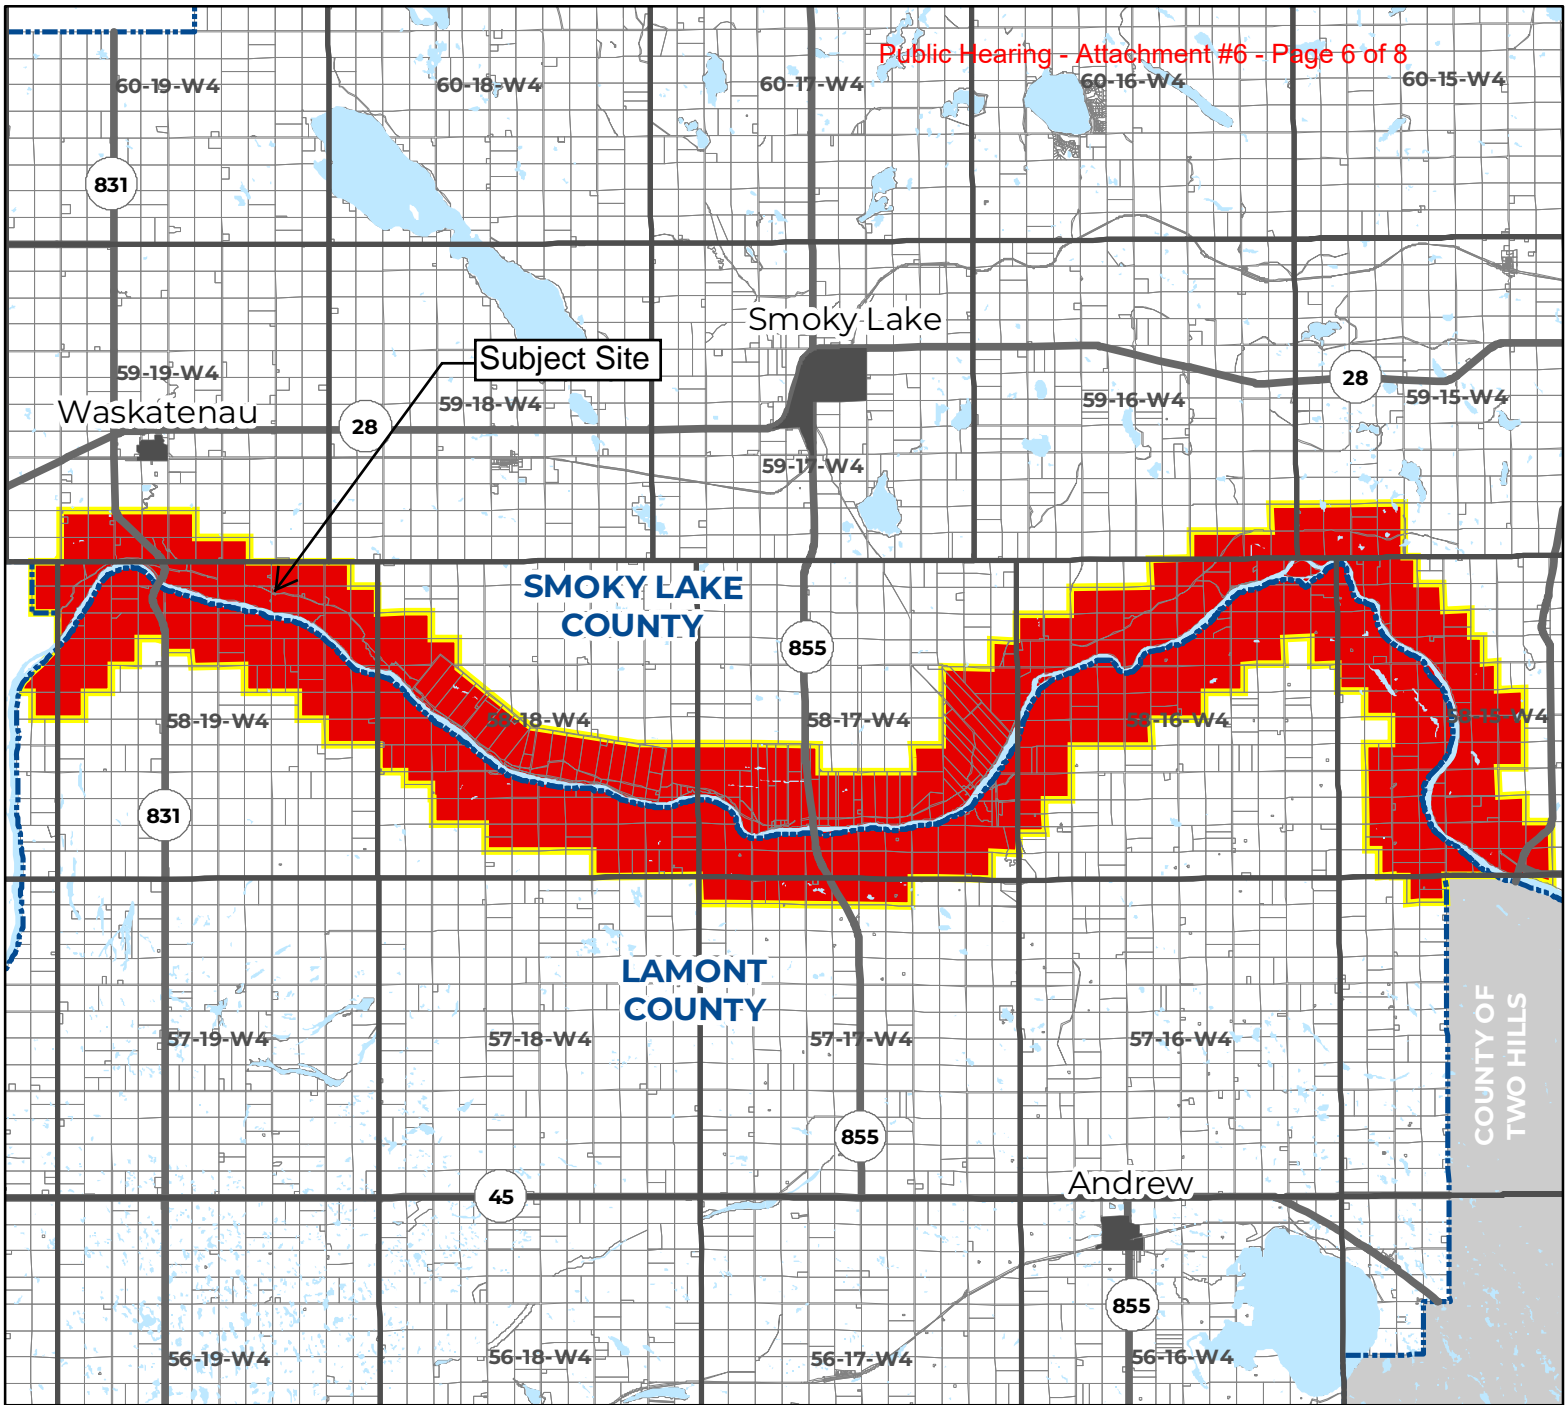 Public Hearing - Attachment #6 - Page 6 of 8
60-19-W4
60-18-W4
60-17-W4
60-16-W4
60-15-W4
831
Smoky Lake
Subject Site
59-19-W4
28
59-18-W4
59-16-W4
59-15-W4
Waskatenau
28
59-17-W4
SMOKY LAKE
COUNTY
855
58-19-W4
58-18-W4
58-17-W4
58-16-W4
58-15-W4
831
LAMONT
COUNTY
57-19-W4
57-18-W4
57-17-W4
57-16-W4
COUNTY OF
TWO HILLS
855
45
Andrew
855
56-19-W4
56-18-W4
56-17-W4
56-16-W4